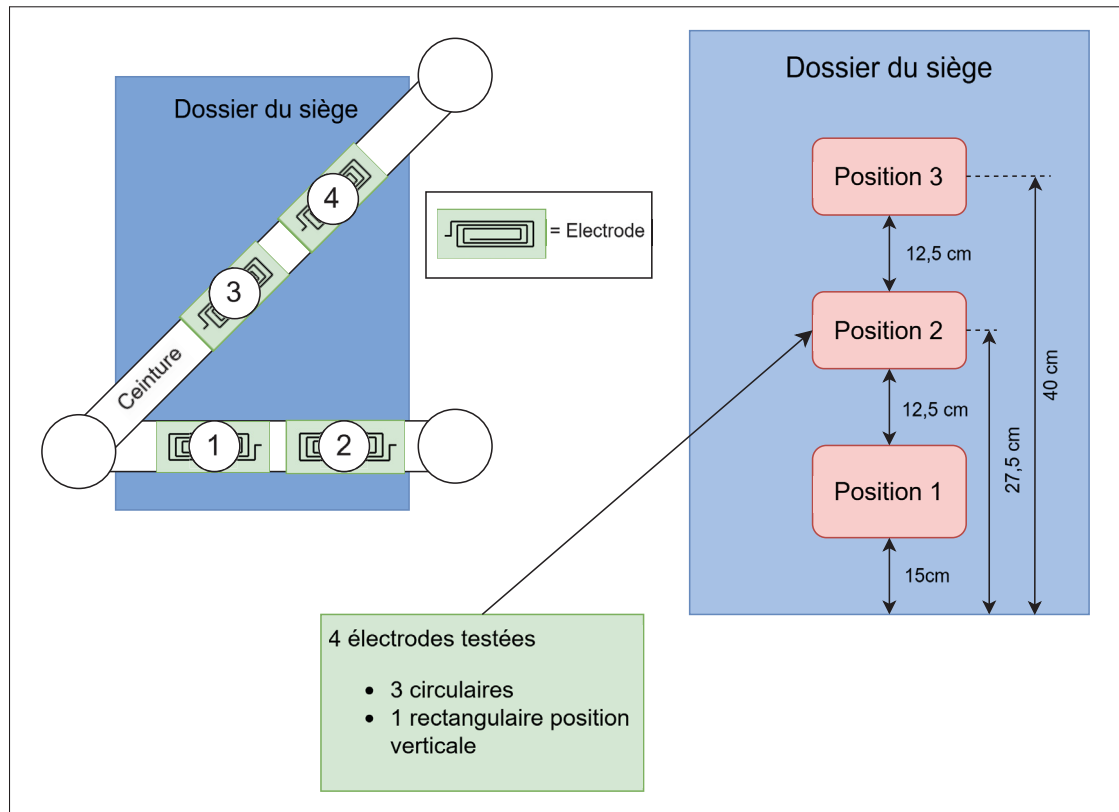 Dossier du siège
4
3
Ceinture
1
2
= Electrode
Dossier du siège
Position 3
12,5 cm
Position 2
12,5 cm
Position 1
15cm
27,5 cm
40 cm
4 électrodes testées
• 3 circulaires
• 1 rectangulaire position
verticale